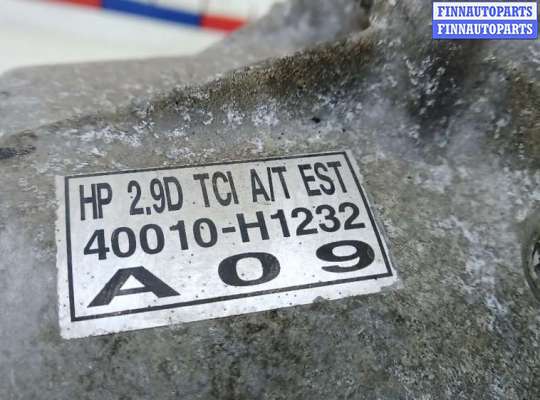 FINNAUTOPARTS
FINNAUTOPARTS
HP 2.9D TCI A/T EST
40010-H1232
A09